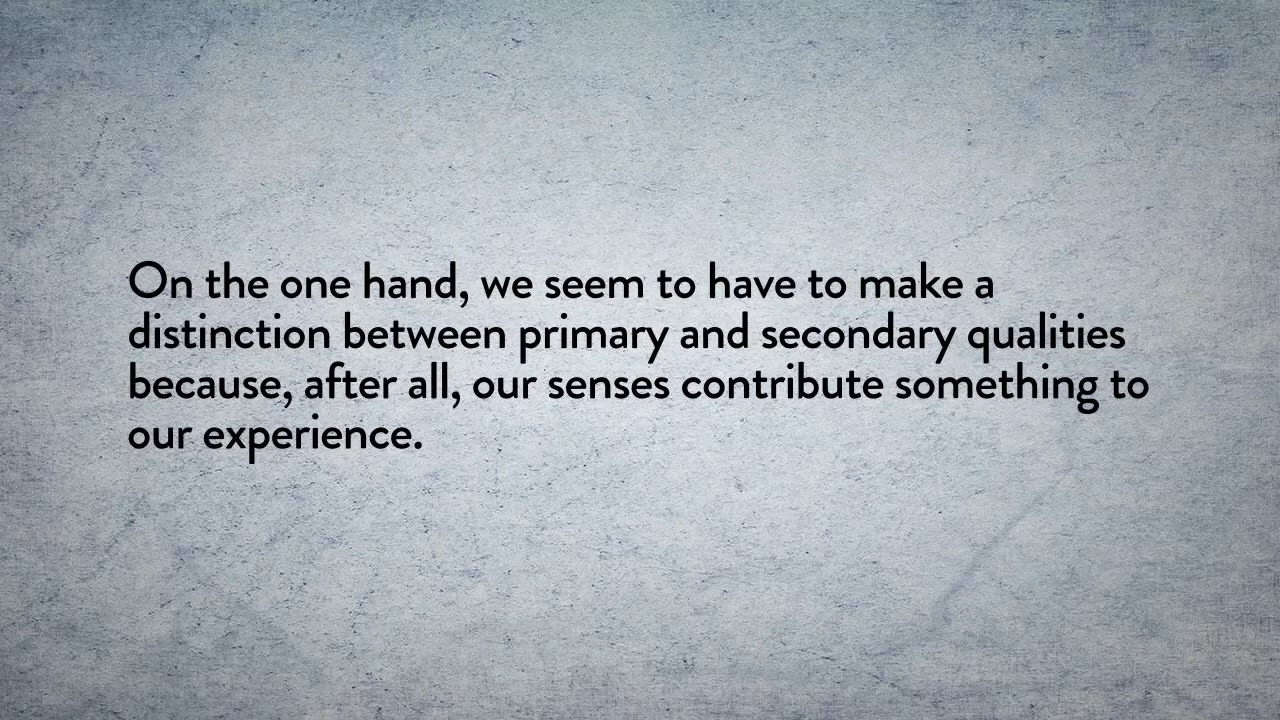 On the one hand, we seem to have to make a
distinction between primary and secondary qualities
because, after all, our senses contribute something to
our experience.